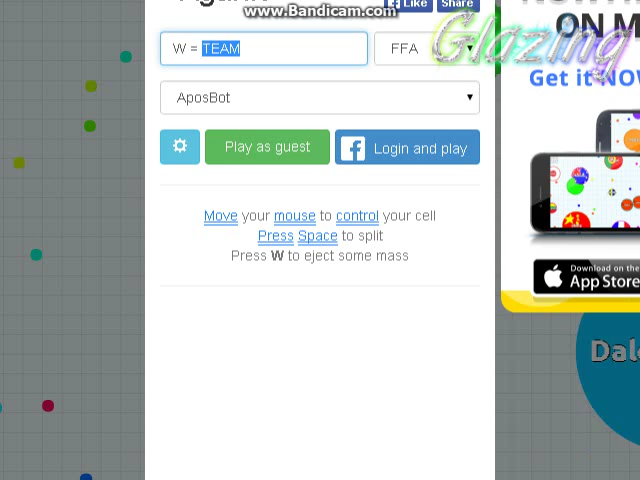 www.Bandicam.com
Like Share
ON M
Glazing
W = TEAM
FFA
Get it NOW
AposBot
Play as guest
Login and play
Move your mouse to control your cell
Press Space to split
Press W to eject some mass
Download on the
App Store
Dale